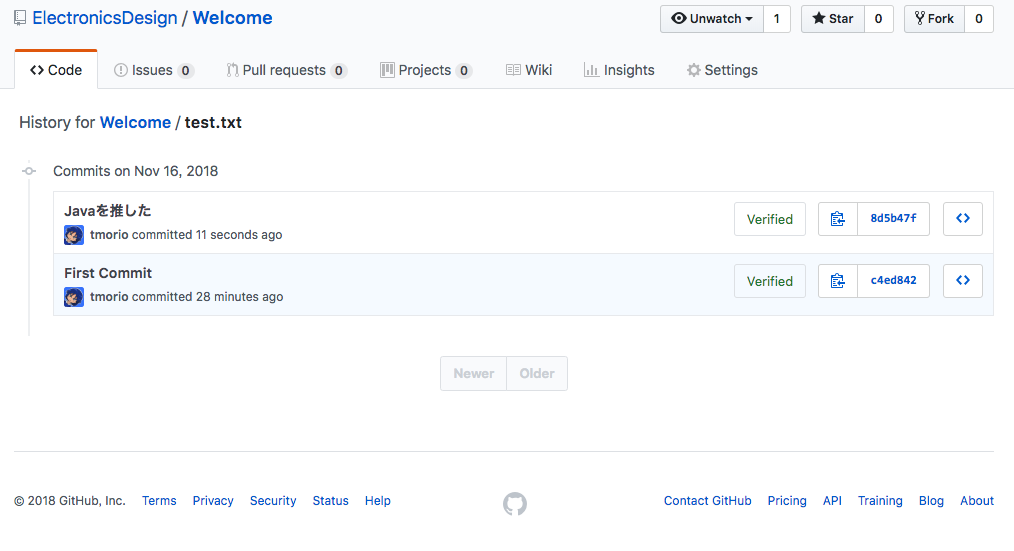 ElectronicsDesign / Welcome
Unwatch 1 Star 0 Fork 0
Code Issues 0 Pull requests 0 Projects 0 Wiki Insights Settings
History for Welcome / test.txt
Commits on Nov 16, 2018
Javaを推した
Verified 8d5b47f
tmorio committed 11 seconds ago
First Commit
Verified c4ed842
tmorio committed 28 minutes ago
Newer Older
© 2018 GitHub, Inc. Terms Privacy Security Status Help Contact GitHub Pricing API Training Blog About